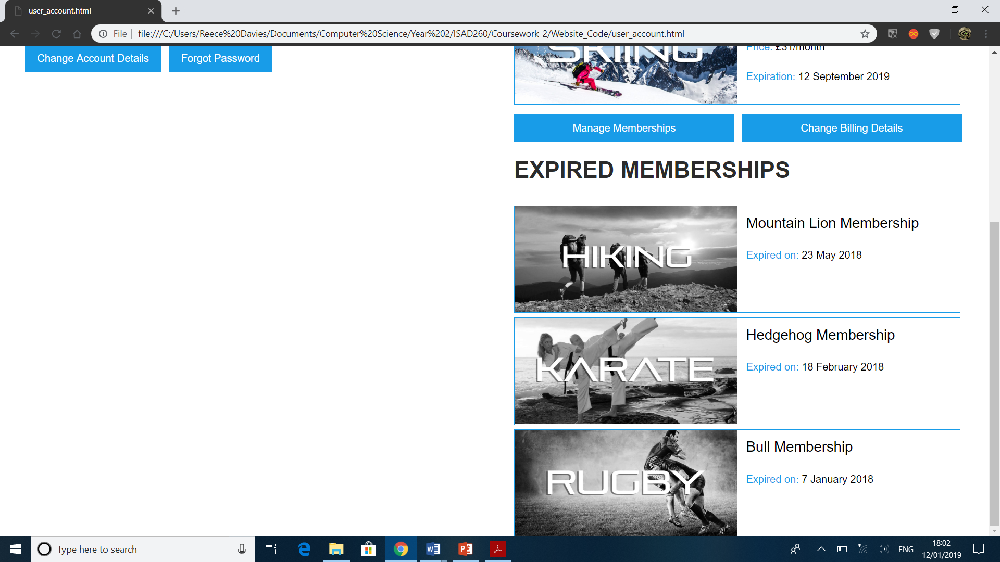 user_account.html
File
file:///C:/Users/Reece%20Davies/Documents/Computer%20Science/Year%202/ISAD260/Coursework-2/Website_Code/user_account.html
Change Account Details
Forgot Password
SKIING
Price: £31/month
Expiration: 12 September 2019
Manage Memberships
Change Billing Details
EXPIRED MEMBERSHIPS
HIKING
Mountain Lion Membership
Expired on: 23 May 2018
KARATE
Hedgehog Membership
Expired on: 18 February 2018
RUGBY
Bull Membership
Expired on: 7 January 2018
Type here to search
ENG
18:02
12/01/2019